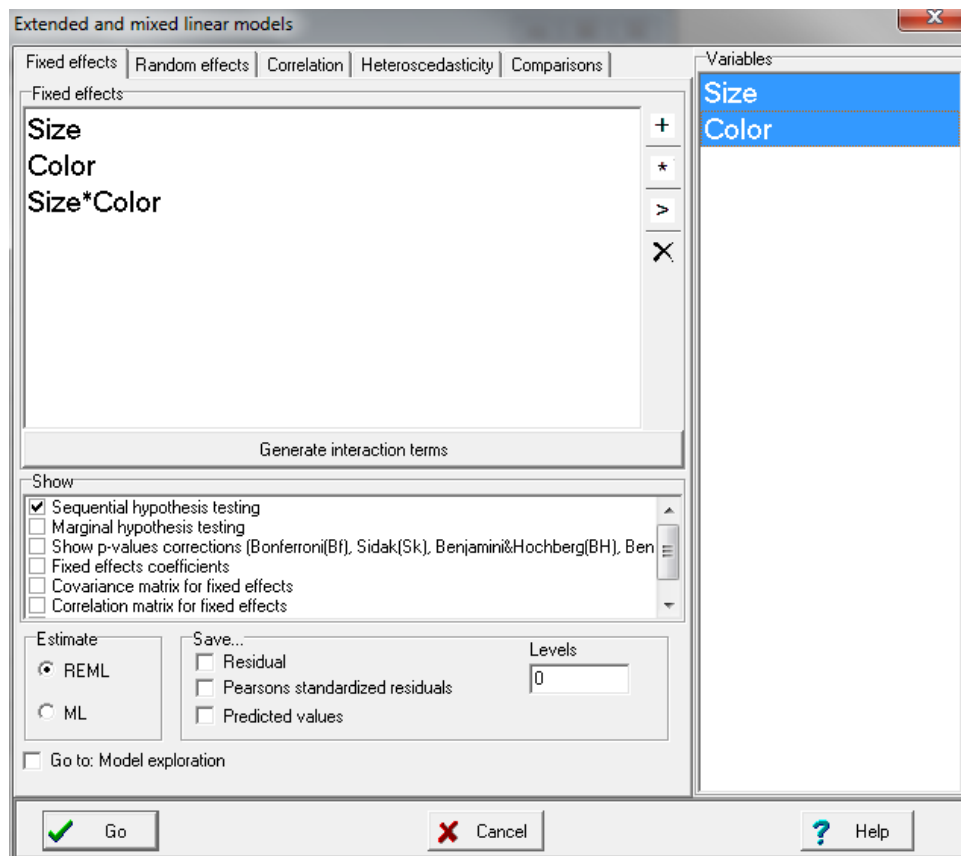 Extended and mixed linear models
x
Fixed effects Random effects Correlation Heteroscedasticity Comparisons
Fixed effects
Size
Color
Size*Color
+
*
>
X
Generate interaction terms
Show
Sequential hypothesis testing
Marginal hypothesis testing
Show p-values corrections (Bonferroni(Bf), Sidak(Sk), Benjamini&Hochberg(BH), Ben
Fixed effects coefficients
Covariance matrix for fixed effects
Correlation matrix for fixed effects
Estimate
REML
ML
Save...
Residual
Pearsons standardized residuals
Predicted values
Levels
0
Go to: Model exploration
Variables
Size
Color
Go
Cancel
? Help